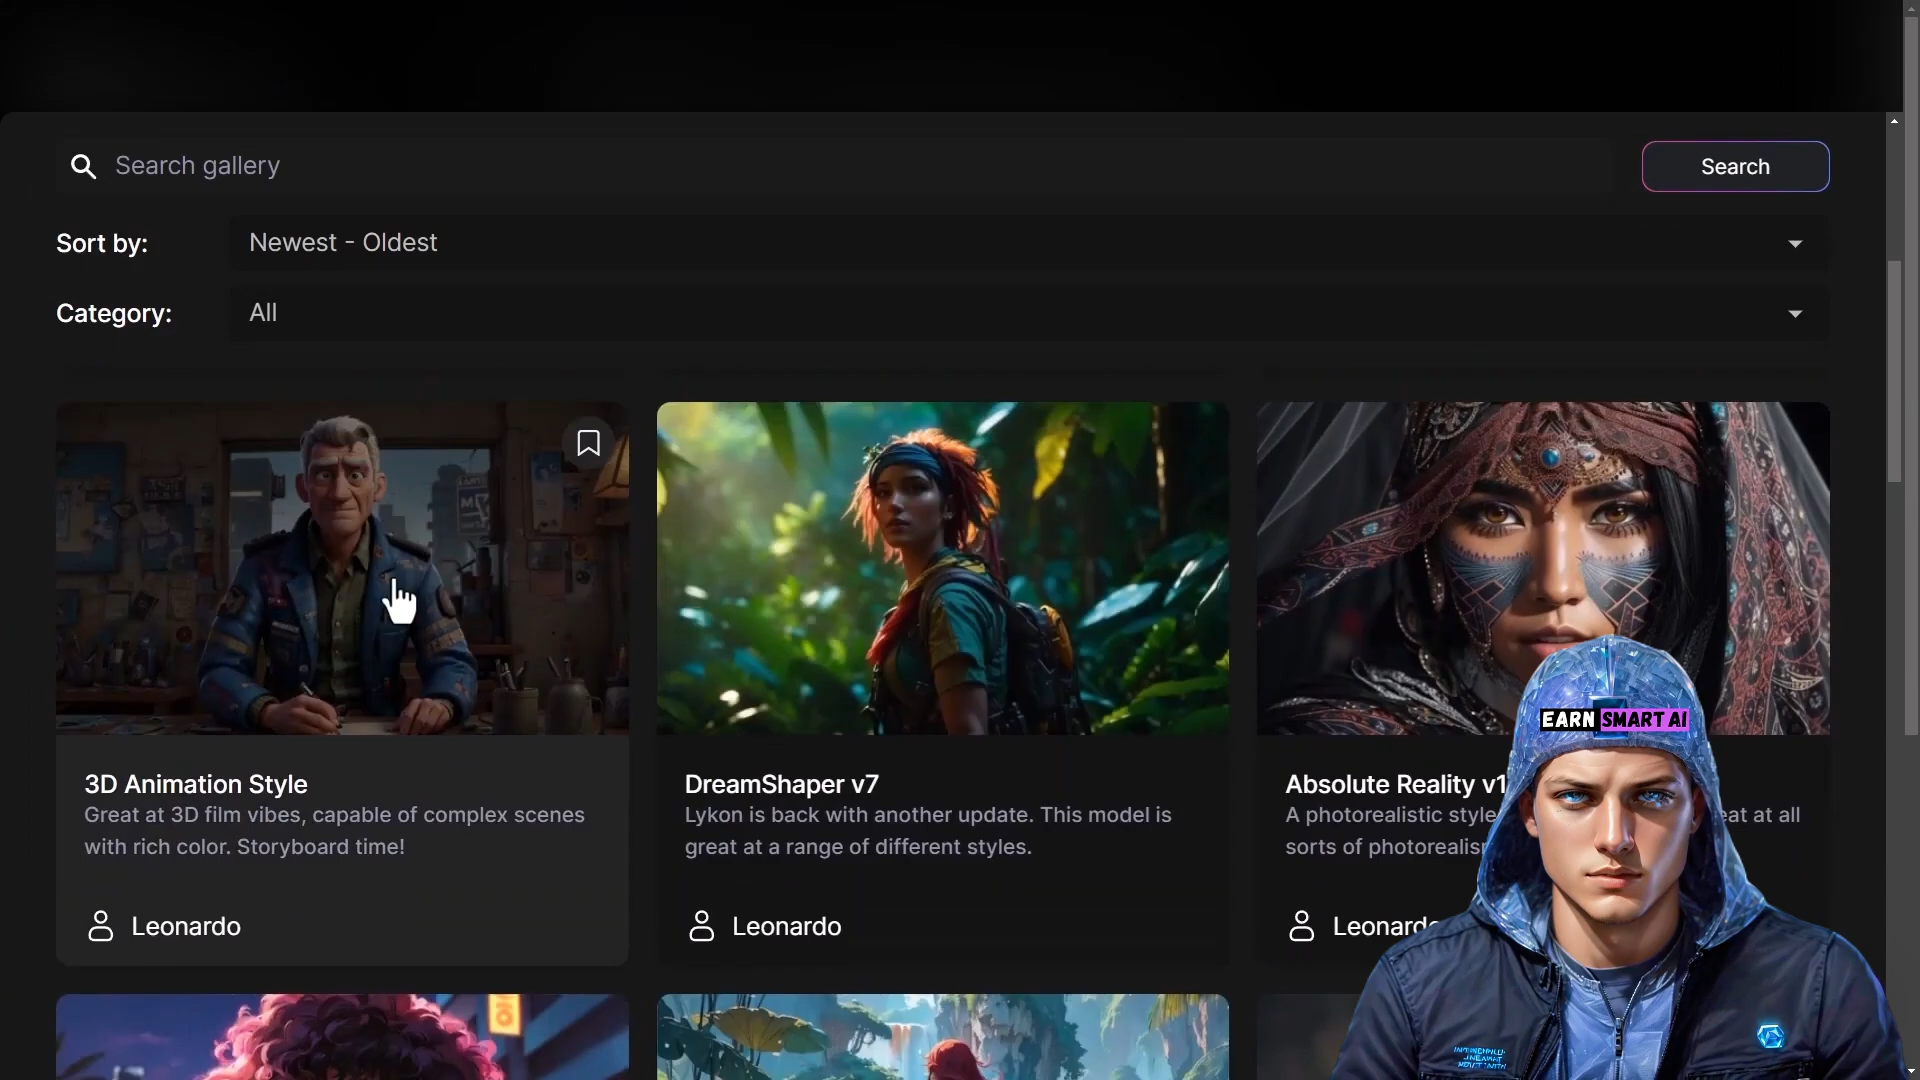 Search gallery
Search
Sort by:
Newest - Oldest
Category:
All
3D Animation Style
Great at 3D film vibes, capable of complex scenes
with rich color. Storyboard time!
Leonardo
DreamShaper v7
Lykon is back with another update. This model is
great at a range of different styles.
Leonardo
Absolute Reality v1
A photorealistic style at all
sorts of
EARN SMART AI